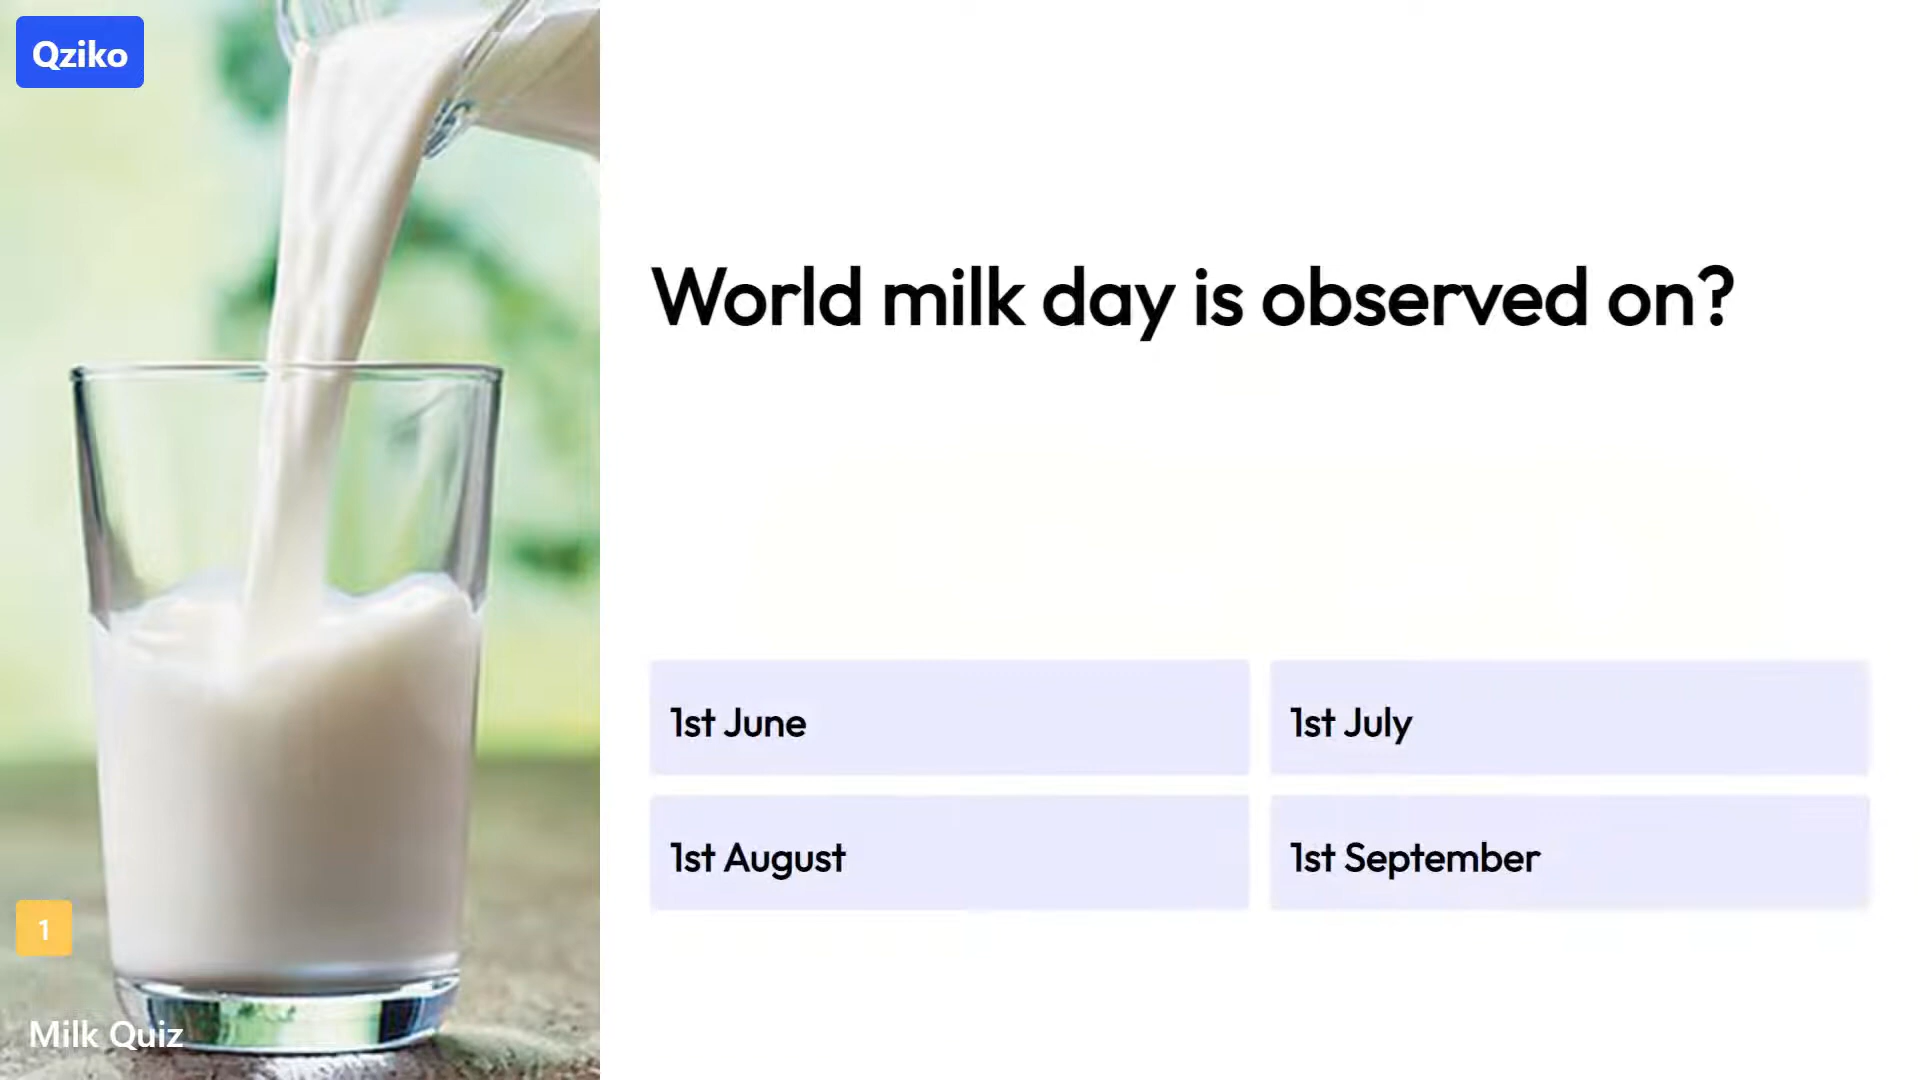 Qziko
World milk day is observed on?
1st June
1st July
1st August
1st September
1
Milk Quiz